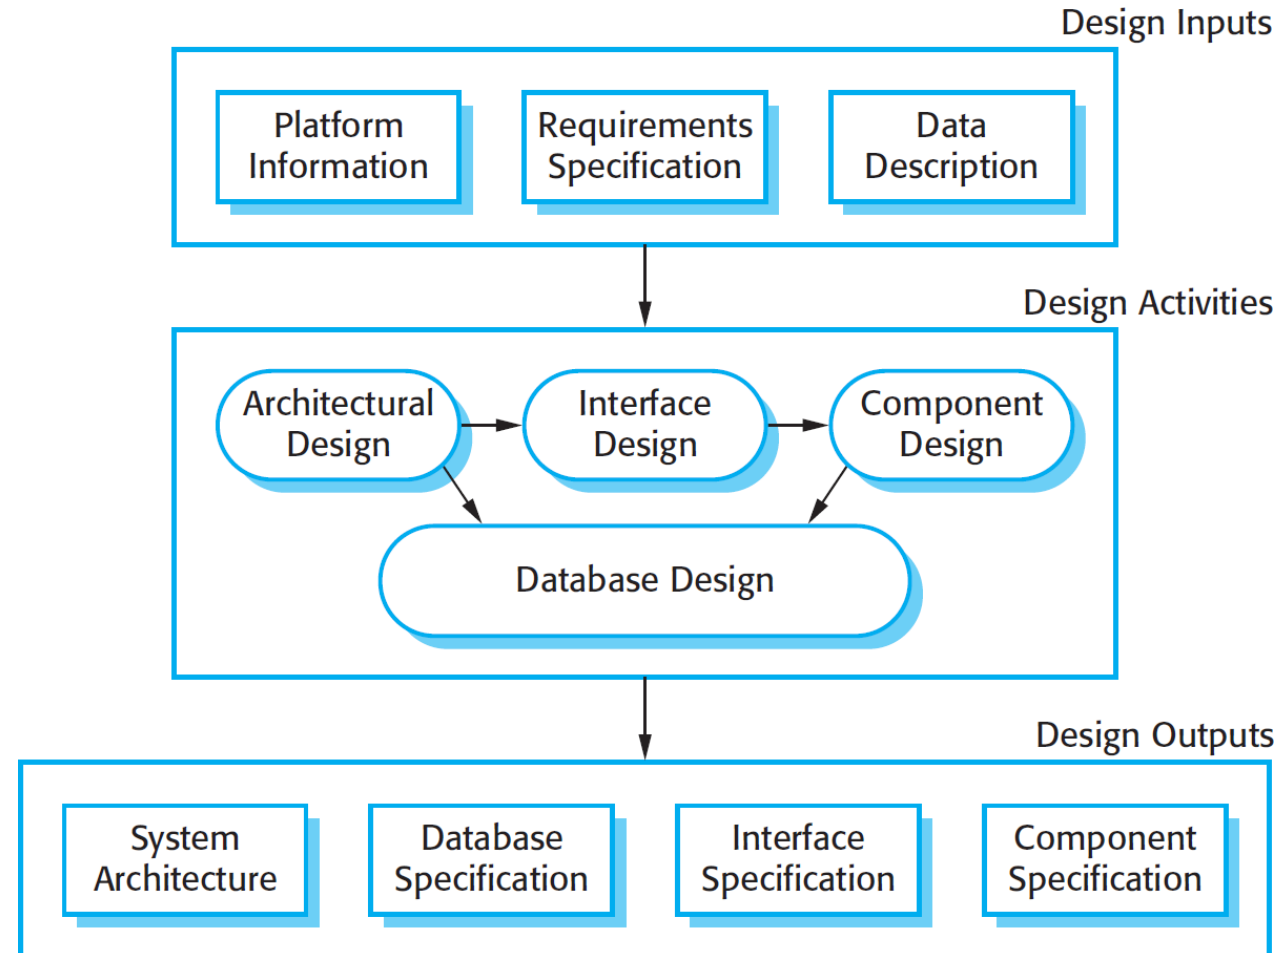 Design Inputs
Platform
Information
Requirements
Specification
Data
Description
Design Activities
Architectural
Design
Interface
Design
Component
Design
Database Design
Design Outputs
System
Architecture
Database
Specification
Interface
Specification
Component
Specification